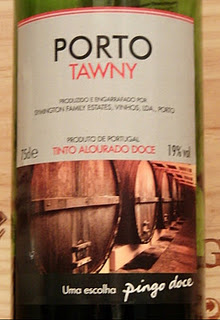 PORTO
TAWNY
PRODUZIDO E ENGARRAFADO POR
SYMINGTON FAMILY ESTATES, VINHOS, LDA., PORTO
PRODUTO DE PORTUGAL
75cl e TINTO ALOURADO DOCE 19% vol
Uma escolha pingo doce